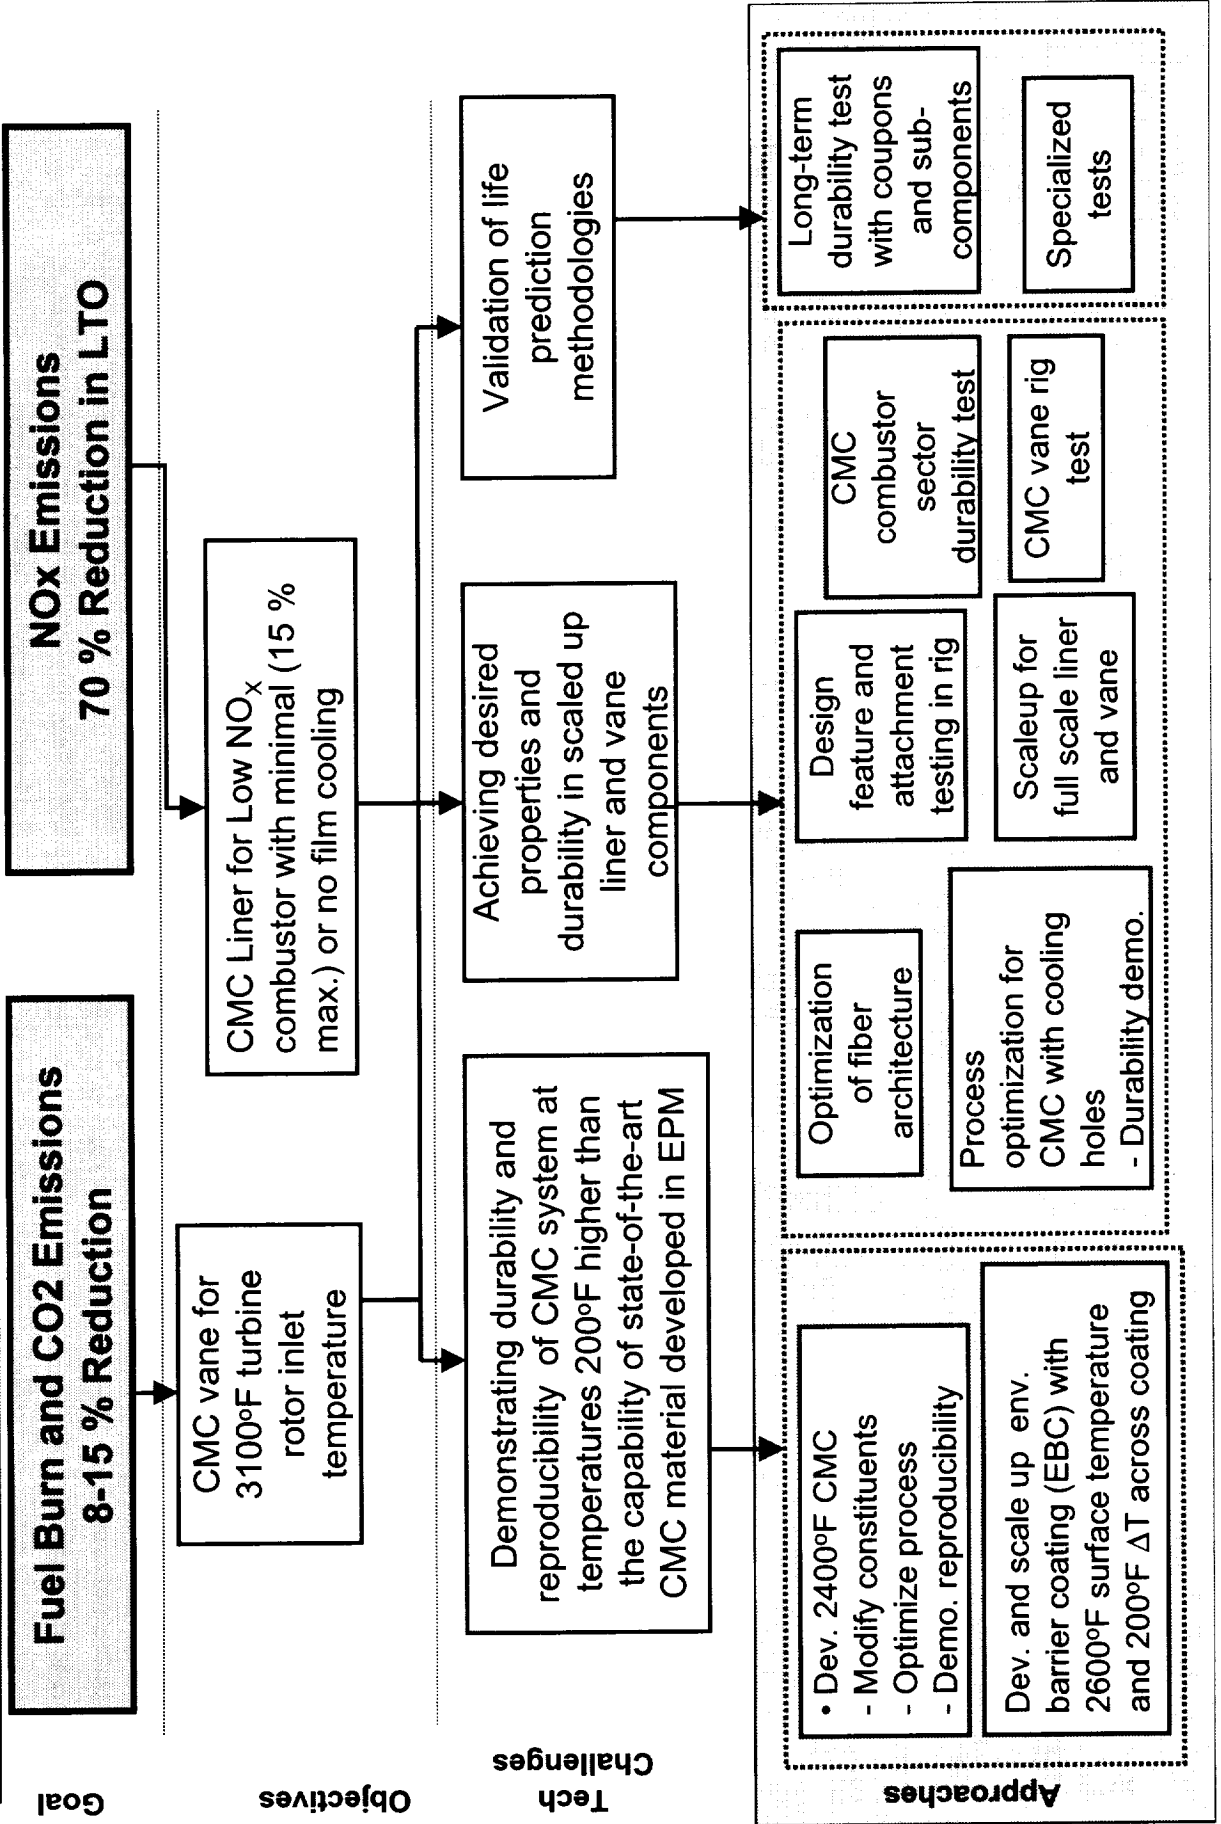 Goal
Fuel Burn and CO2 Emissions
8-15 % Reduction
NOx Emissions
70 % Reduction in LTO
Objectives
CMC vane for
3100ºF turbine
rotor inlet
temperature
CMC Liner for Low NOX
combustor with minimal (15 %
max.) or no film cooling
Tech
Challenges
Demonstrating durability and
reproducibility of CMC system at
temperatures 200ºF higher than
the capability of state-of-the-art
CMC material developed in EPM
Achieving desired
properties and
durability in scaled up
liner and vane
components
Validation of life
prediction
methodologies
Approaches
• Dev. 2400ºF CMC
- Modify constituents
- Optimize process
- Demo. reproducibility
Dev. and scale up env.
barrier coating (EBC) with
2600ºF surface temperature
and 200ºF ΔT across coating
Optimization
of fiber
architecture
Process
optimization for
CMC with cooling
holes
- Durability demo.
Design
feature and
attachment
testing in rig
Scaleup for
full scale liner
and vane
CMC
combustor
sector
durability test
CMC vane rig
test
Long-term
durability test
with coupons
and sub-
components
Specialized
tests